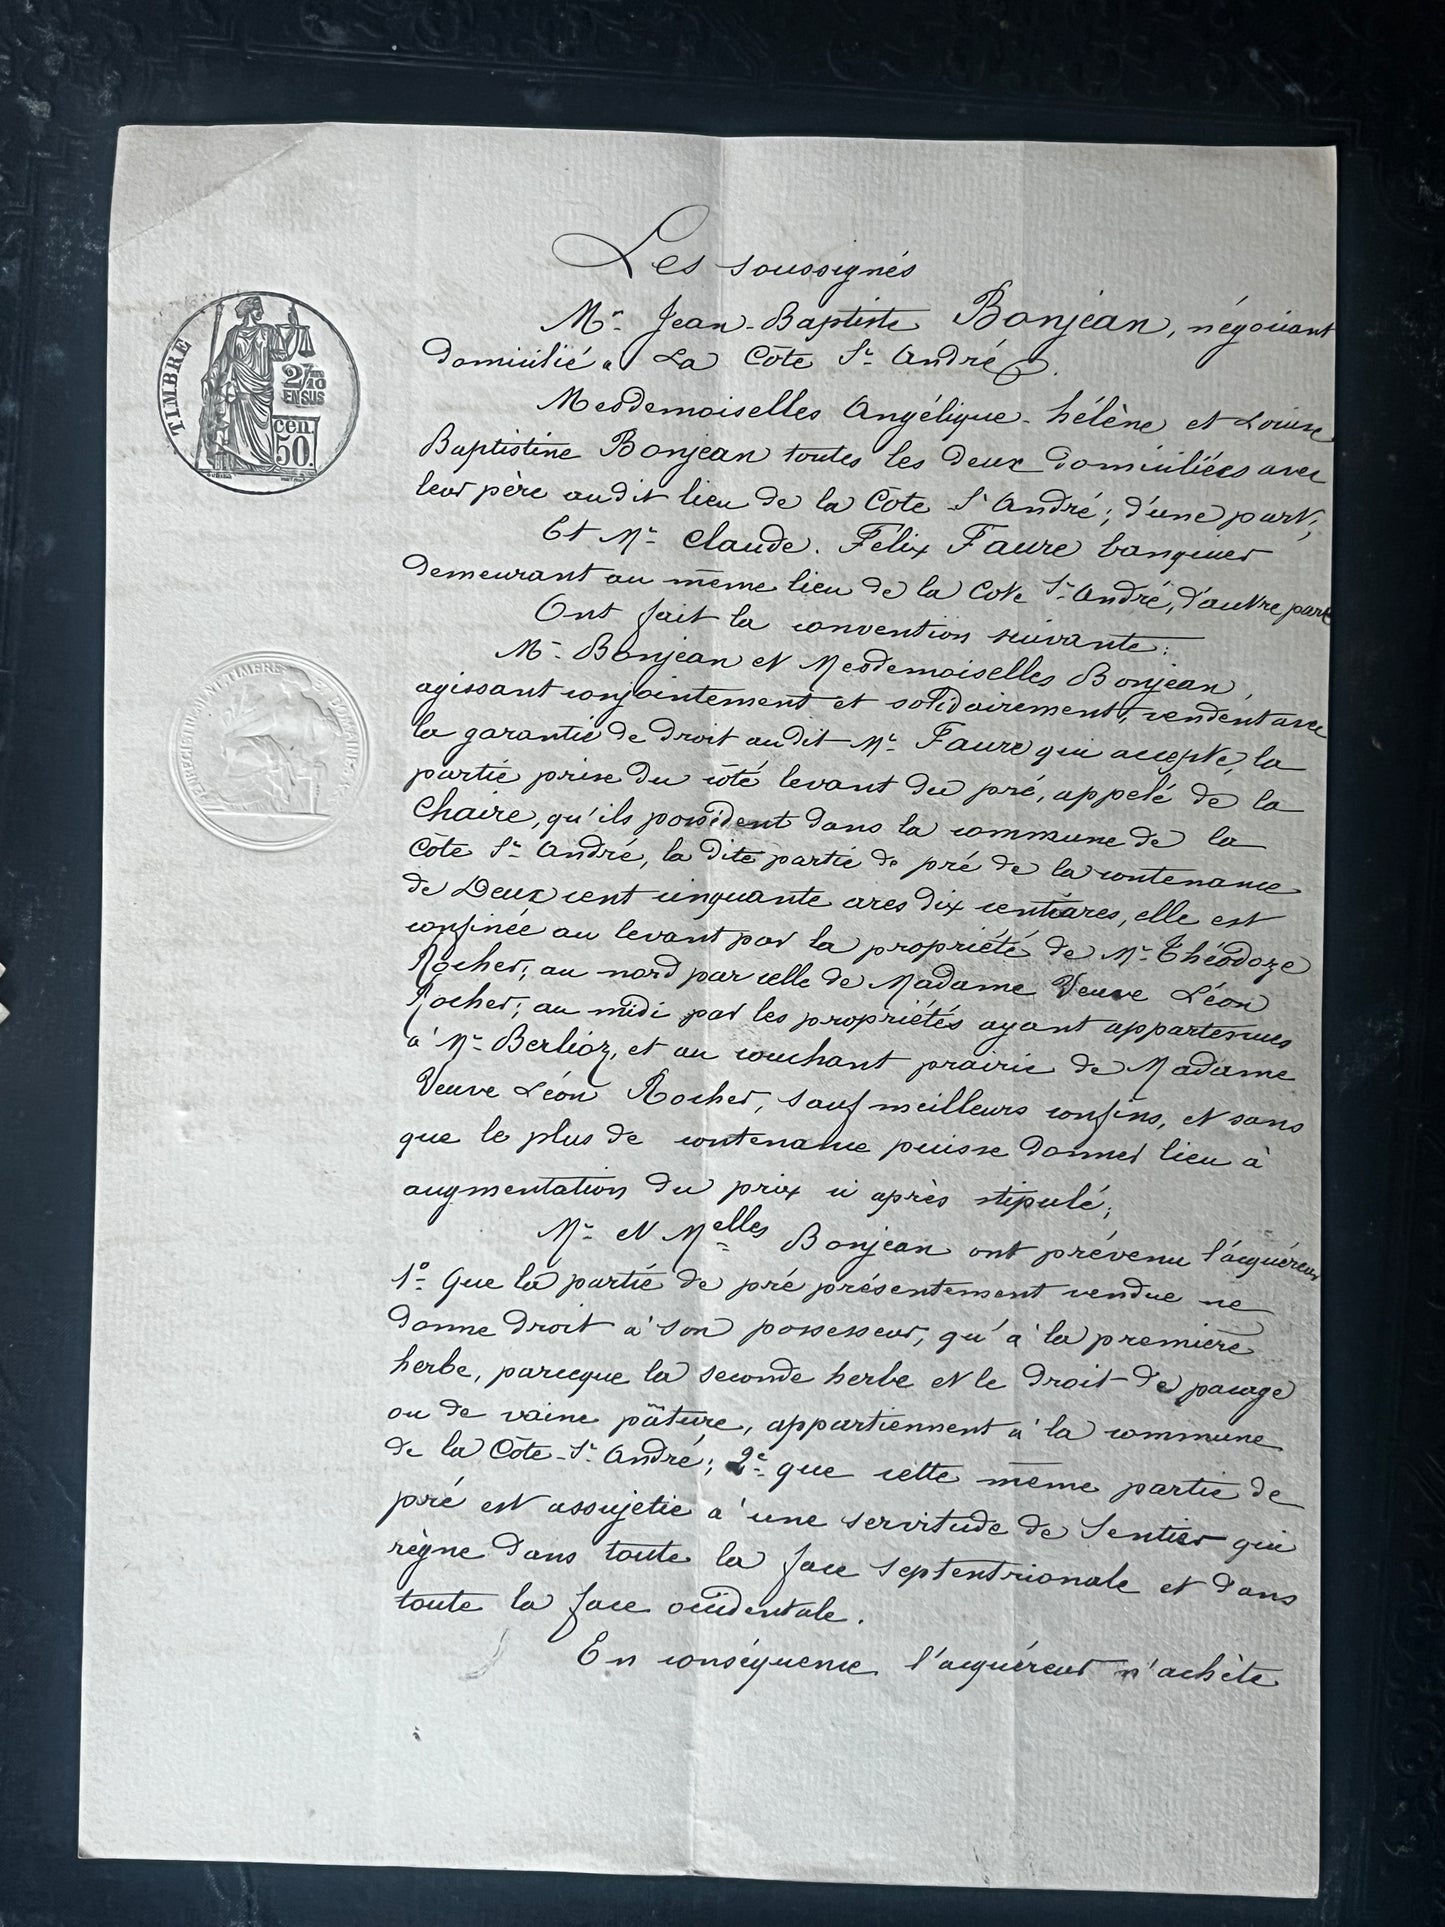 Les soussignés
Mr. Jean-Baptiste Bonjean, négociant
domicilié à La Côte St. André.
Mesdemoiselles Angélique-hélène et Louise
Baptistine Bonjean toutes les deux domiciliées avec
leur père audit lieu de la Côte St André; d'une part;
Et Mr. Claude. Félix Faure banquier
demeurant au même lieu de la Cote St. André, d'autre part
Ont fait la convention suivante:
Mr. Bonjean et Mesdemoiselles Bonjean,
agissant conjointement et solidairement, vendent avec
la garantie de droit audit Mr. Faure qui accepte, la
partie prise du côté levant du pré, appelé de la
Chaire, qu'ils possèdent dans la commune de la
Côte St. André, la dite partie de pré de la contenance
de Deux cent cinquante ares dix centiares, elle est
confinée au levant par la propriété de Mr. Théodoze
Rocher; au nord par celle de Madame Veuve Léon
Rocher; au midi par les propriétés ayant appartenues
à Mr. Berlioz, et au couchant prairie de Madame
Veuve Léon Rocher, sauf meilleurs confins, et sans
que le plus de contenance puisse donner lieu à
augmentation du prix ci après stipulé;
Mr. et Melles Bonjean ont prévenu l'acquéreur
1o. Que la partie de pré présentement vendue ne
donne droit à son possesseur, qu'à la première
herbe, parceque la seconde herbe et le droit de pacage
ou de vaine pâture, appartiennent à la commune
de la Côte-St. André; 2e. que cette même partie de
pré est assujetie à une servitude de Sentier qui
règne dans toute la face septentrionale et dans
toute la face occidentale.
En conséquence l'acquéreur n'achète
TIMBRE
2/10 EN SUS
cen. 50.
TIMBRE